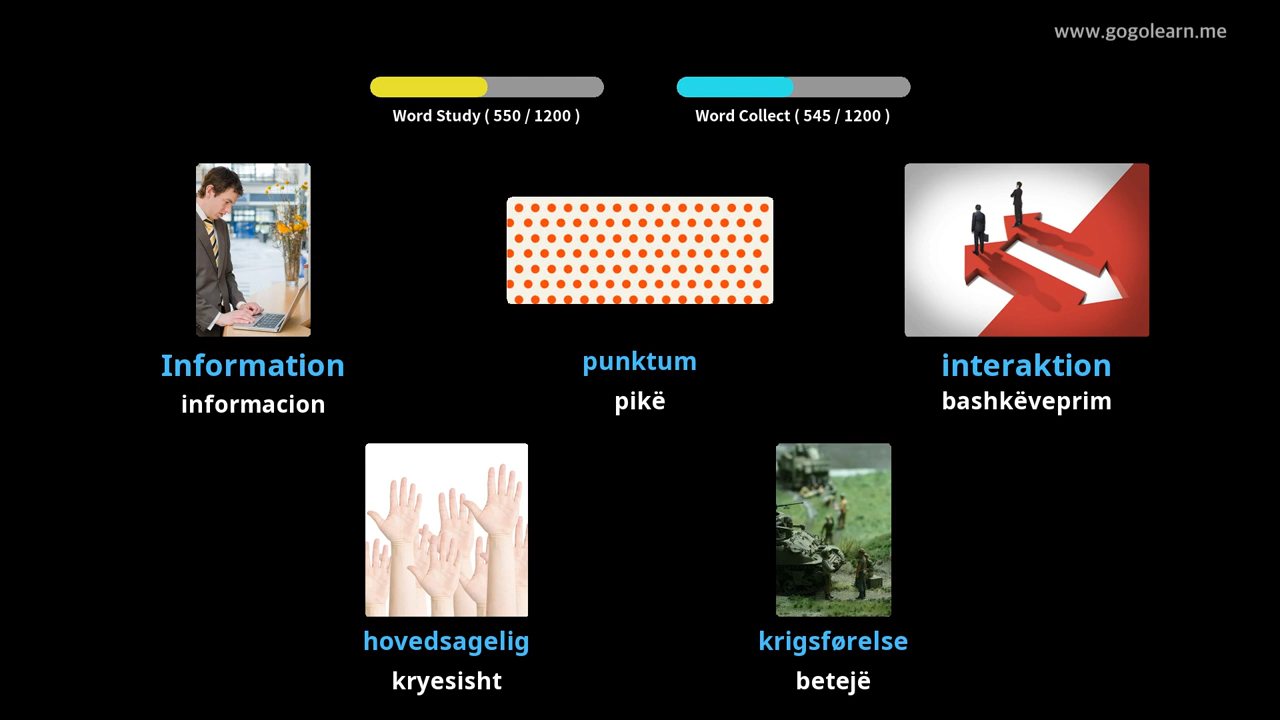 www.gogolearn.me
Word Study ( 550 / 1200 )
Word Collect ( 545 / 1200 )
Information
informacion
punktum
pikë
interaktion
bashkëveprim
hovedsagelig
kryesisht
krigsførelse
betejë